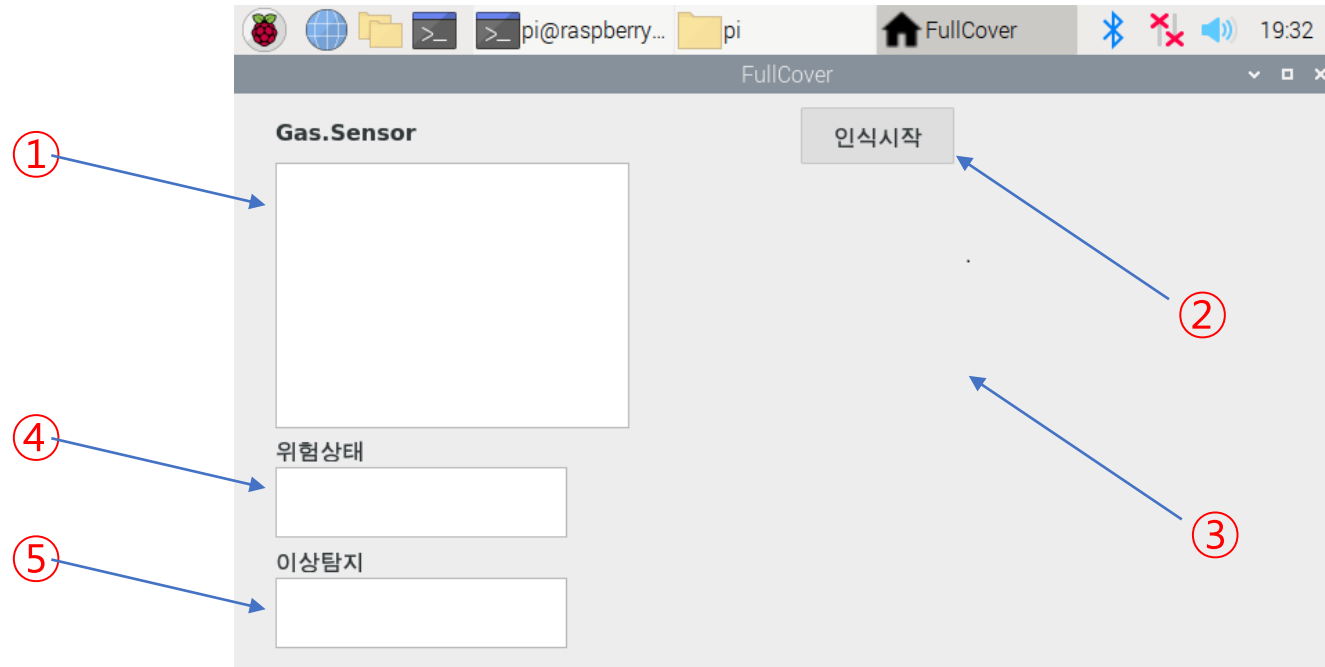 pi@raspberry...
pi
FullCover
19:32
FullCover
Gas.Sensor
인식시작
①
.
②
④
위험상태
③
⑤
이상탐지